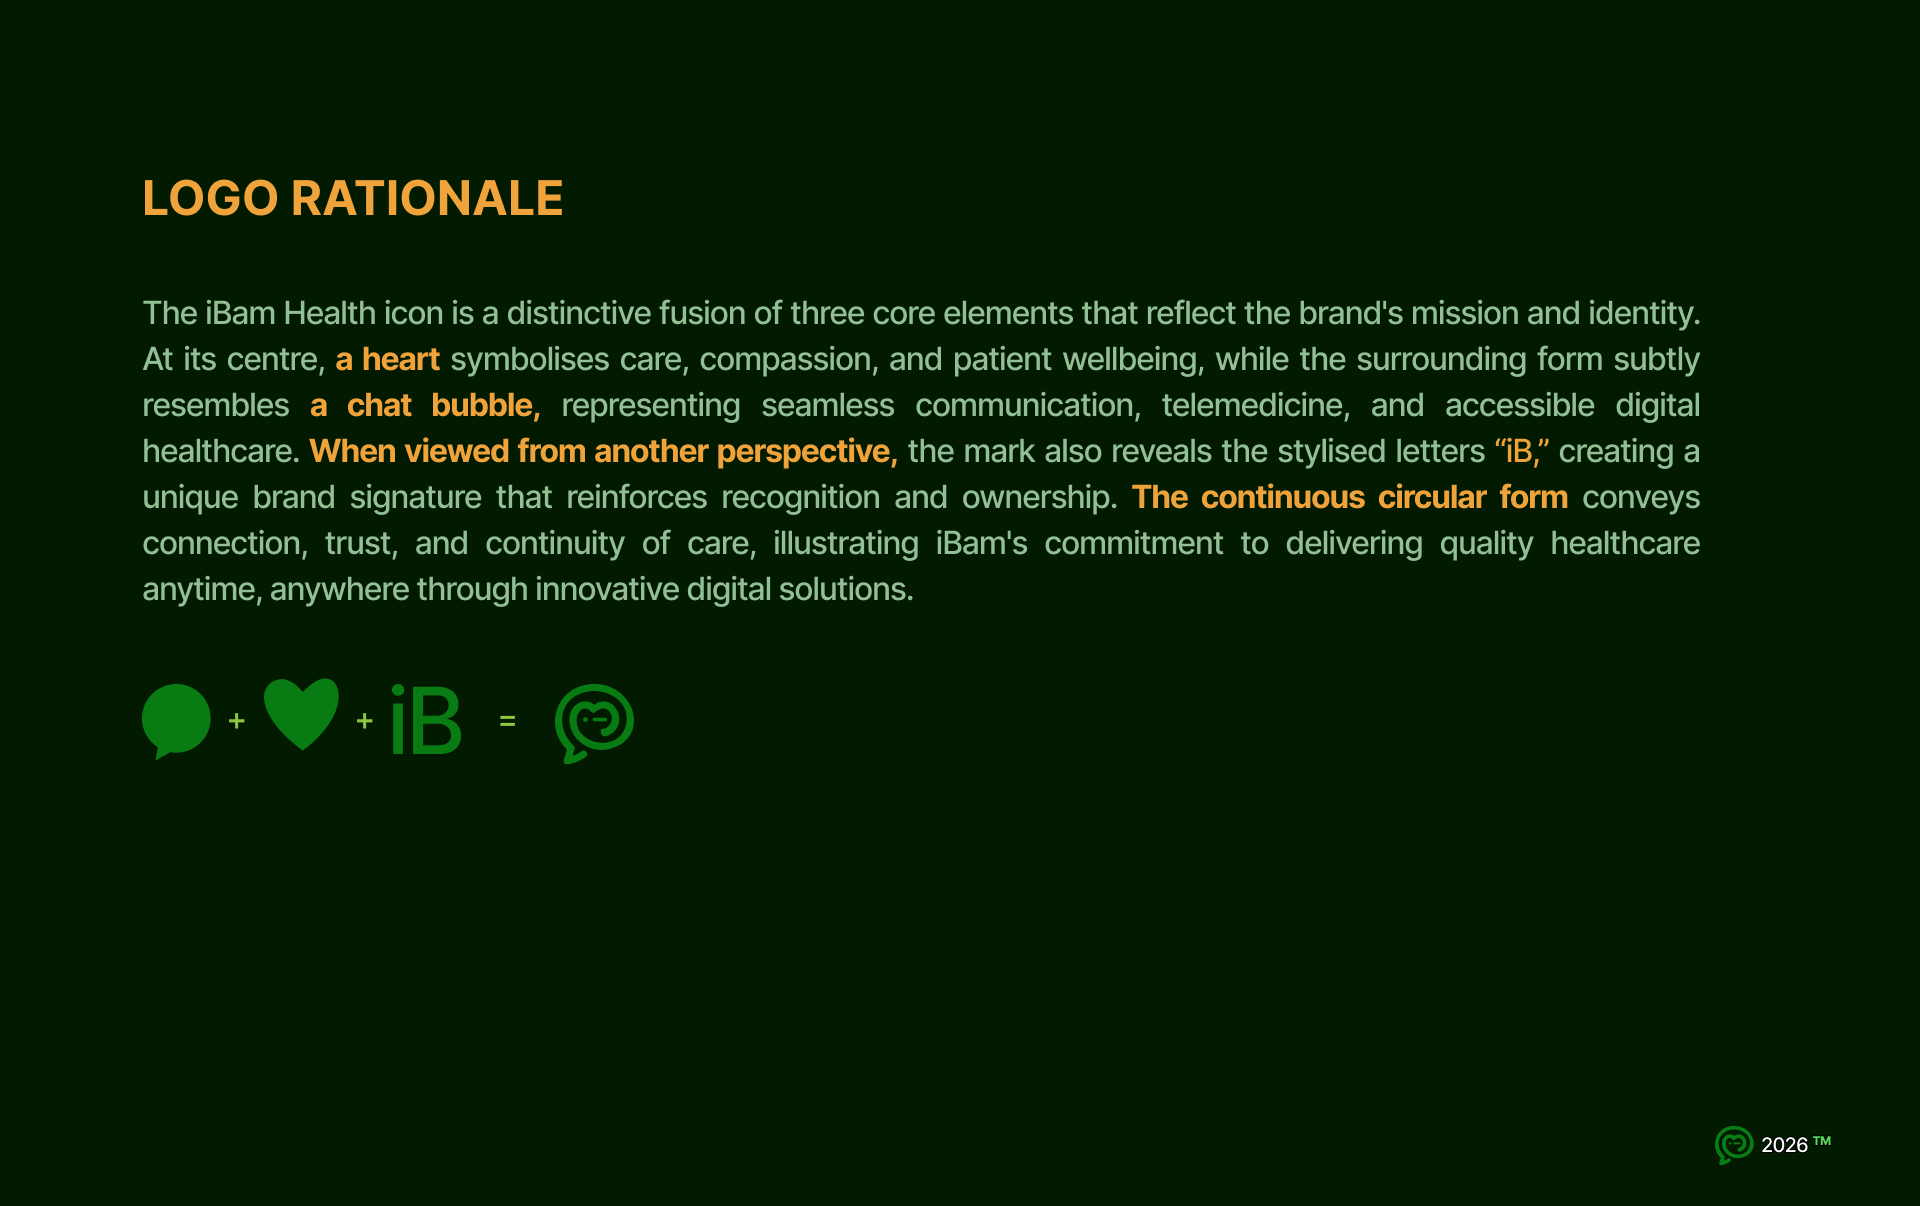 LOGO RATIONALE
The iBam Health icon is a distinctive fusion of three core elements that reflect the brand's mission and identity.
At its centre, a heart symbolises care, compassion, and patient wellbeing, while the surrounding form subtly
resembles a chat bubble, representing seamless communication, telemedicine, and accessible digital
healthcare. When viewed from another perspective, the mark also reveals the stylised letters “iB,” creating a
unique brand signature that reinforces recognition and ownership. The continuous circular form conveys
connection, trust, and continuity of care, illustrating iBam's commitment to delivering quality healthcare
anytime, anywhere through innovative digital solutions.
+ + iB =
2026 ™